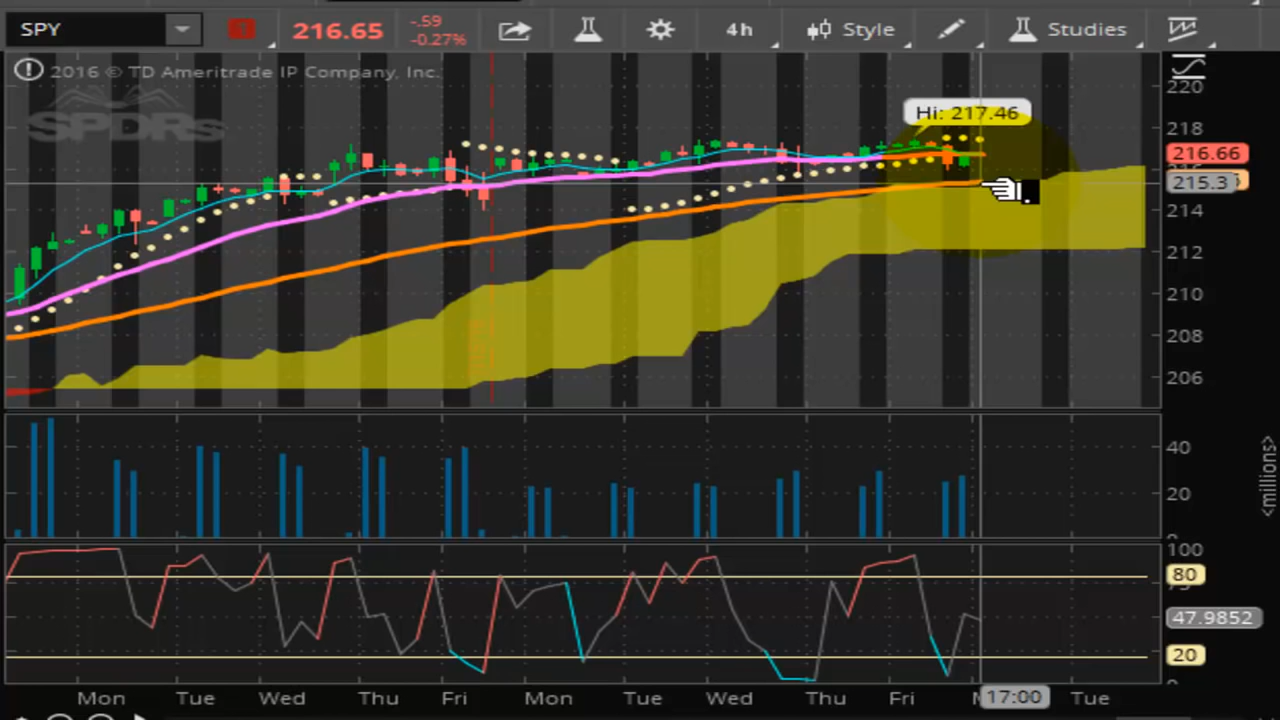 SPY
216.65
-.59
-0.27%
4h
Style
Studies
2016 © TD Ameritrade IP Company, Inc.
SPDRs
Hi: 217.46
220
218
216.66
215.3
214
212
210
208
206
40
20
<millions>
100
80
47.9852
20
Mon Tue Wed Thu Fri Mon Tue Wed Thu Fri 17:00 Tue